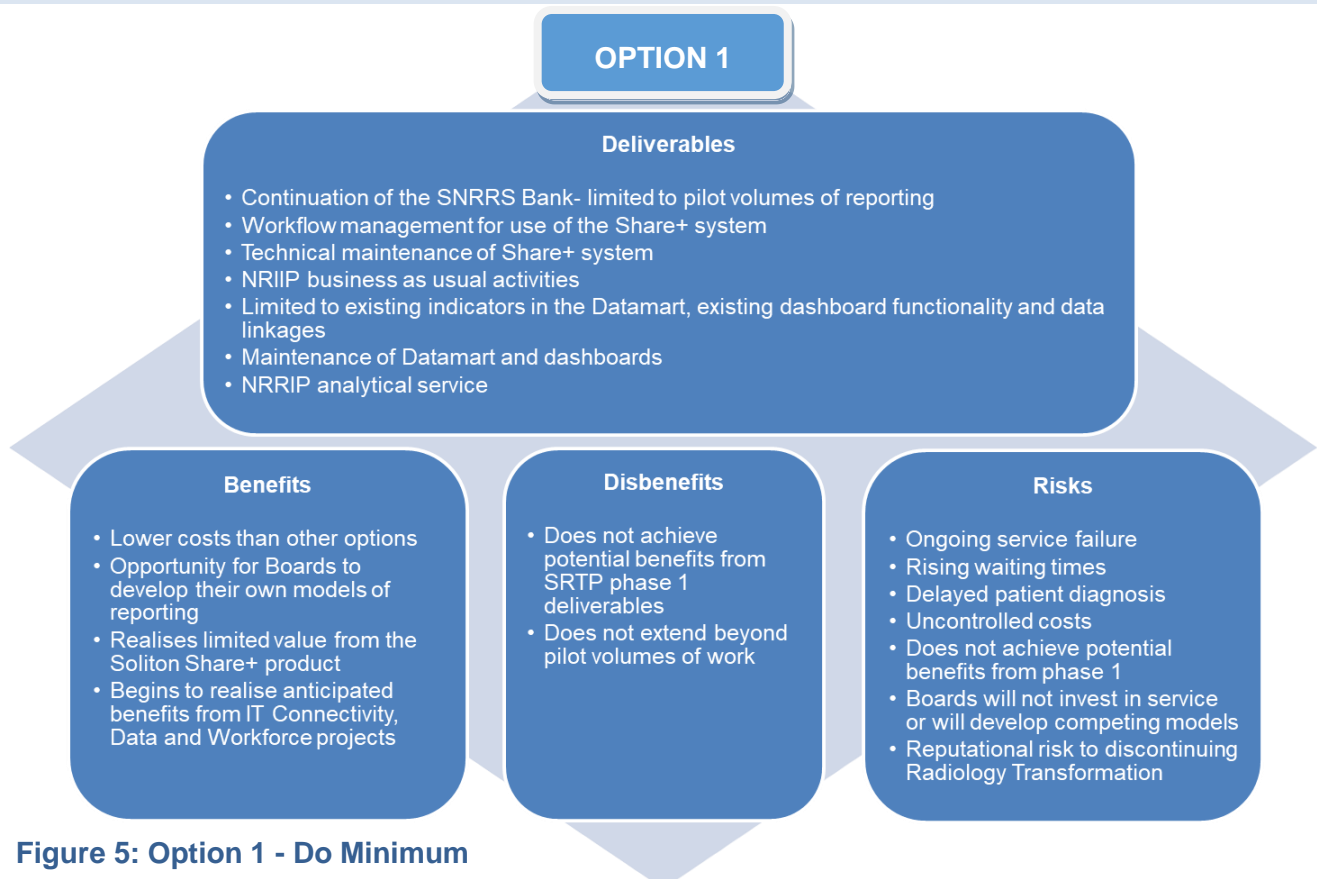 OPTION 1
Deliverables
• Continuation of the SNRRS Bank- limited to pilot volumes of reporting
• Workflow management for use of the Share+ system
• Technical maintenance of Share+ system
• NRIIP business as usual activities
• Limited to existing indicators in the Datamart, existing dashboard functionality and data
linkages
• Maintenance of Datamart and dashboards
• NRRIP analytical service
Benefits
• Lower costs than other options
• Opportunity for Boards to
develop their own models of
reporting
• Realises limited value from the
Soliton Share+ product
• Begins to realise anticipated
benefits from IT Connectivity,
Data and Workforce projects
Disbenefits
• Does not achieve
potential benefits from
SRTP phase 1
deliverables
• Does not extend beyond
pilot volumes of work
Risks
• Ongoing service failure
• Rising waiting times
• Delayed patient diagnosis
• Uncontrolled costs
• Does not achieve potential
benefits from phase 1
• Boards will not invest in service
or will develop competing models
• Reputational risk to discontinuing
Radiology Transformation
Figure 5: Option 1 - Do Minimum